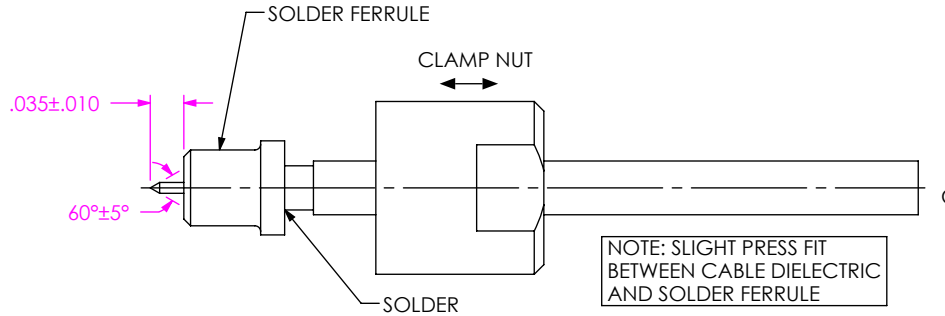 SOLDER FERRULE
CLAMP NUT
.035±.010
60°±5°
NOTE: SLIGHT PRESS FIT
BETWEEN CABLE DIELECTRIC
AND SOLDER FERRULE
SOLDER